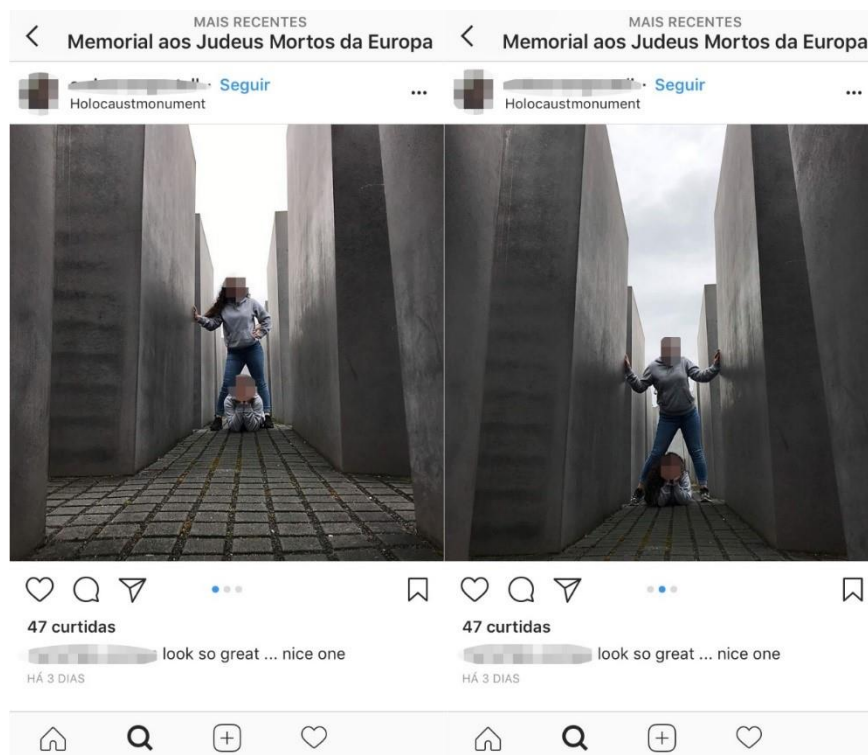 MAIS RECENTES
Memorial aos Judeus Mortos da Europa
Seguir
Holocaustmonument
47 curtidas
look so great ... nice one
HÁ 3 DIAS
MAIS RECENTES
Memorial aos Judeus Mortos da Europa
Seguir
Holocaustmonument
47 curtidas
look so great ... nice one
HÁ 3 DIAS